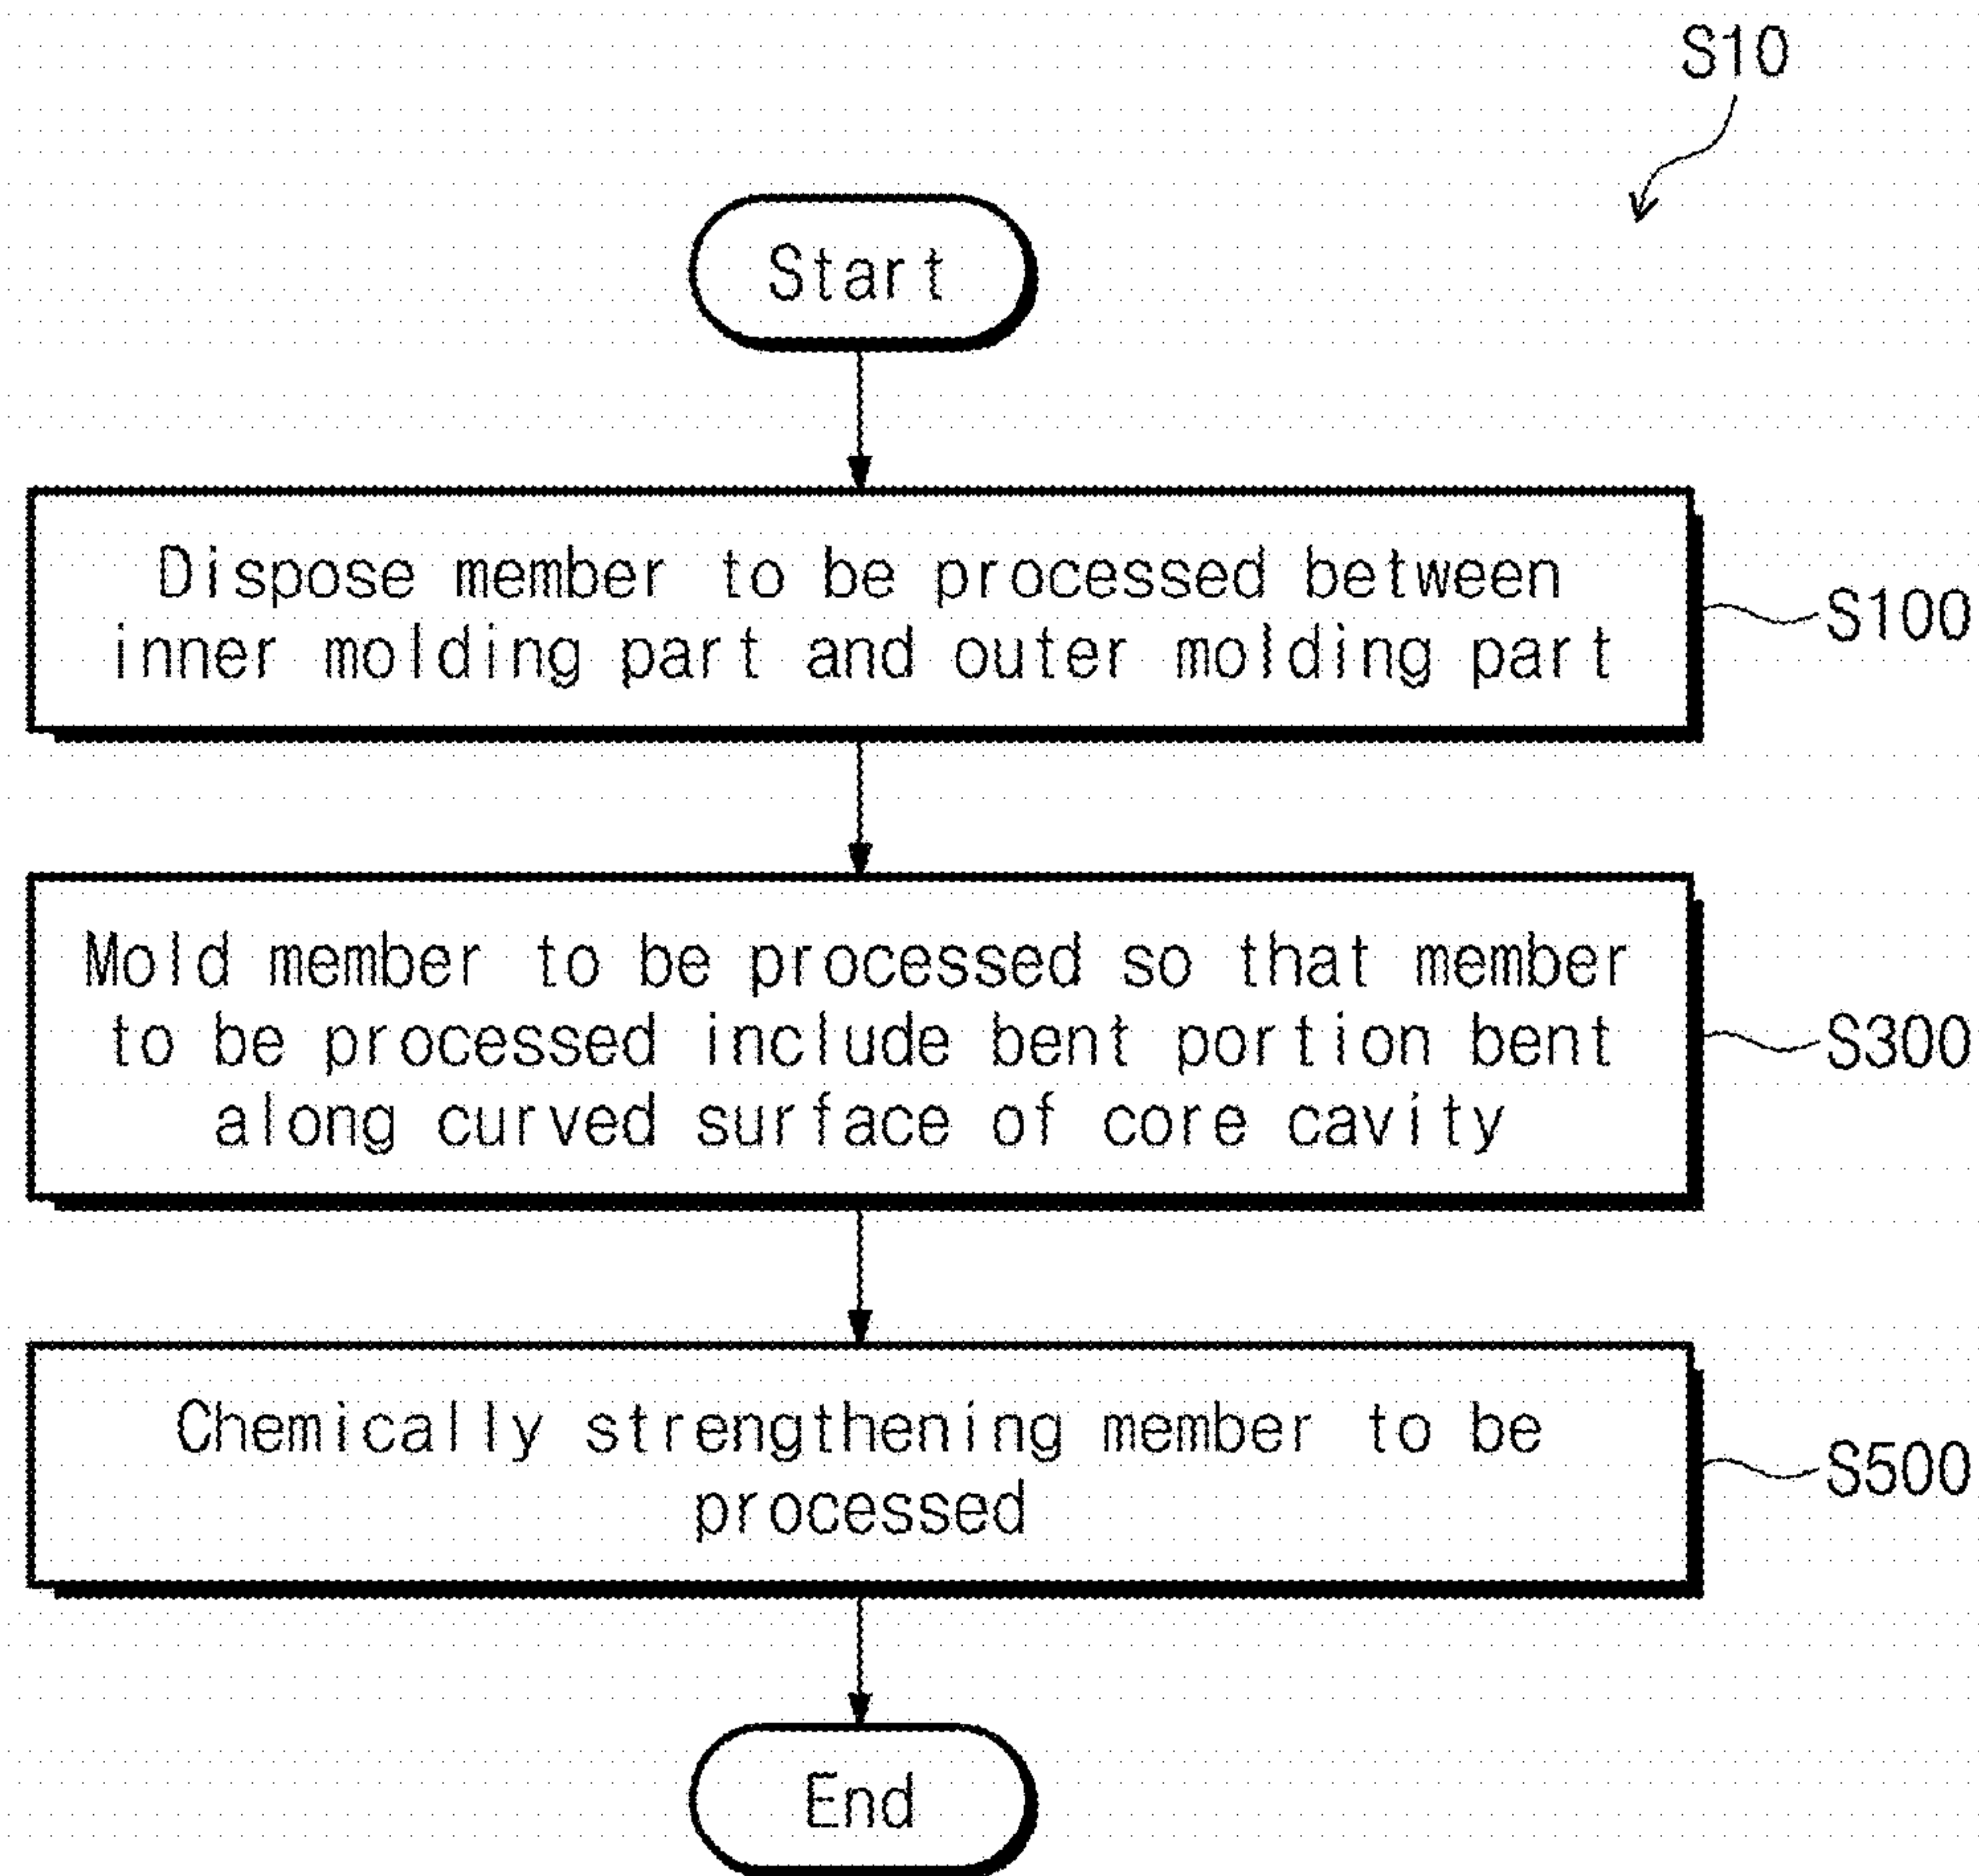 S10
Start
Dispose member to be processed between
inner molding part and outer molding part
S100
Mold member to be processed so that member
to be processed include bent portion bent
along curved surface of core cavity
S300
Chemically strengthening member to be
processed
S500
End